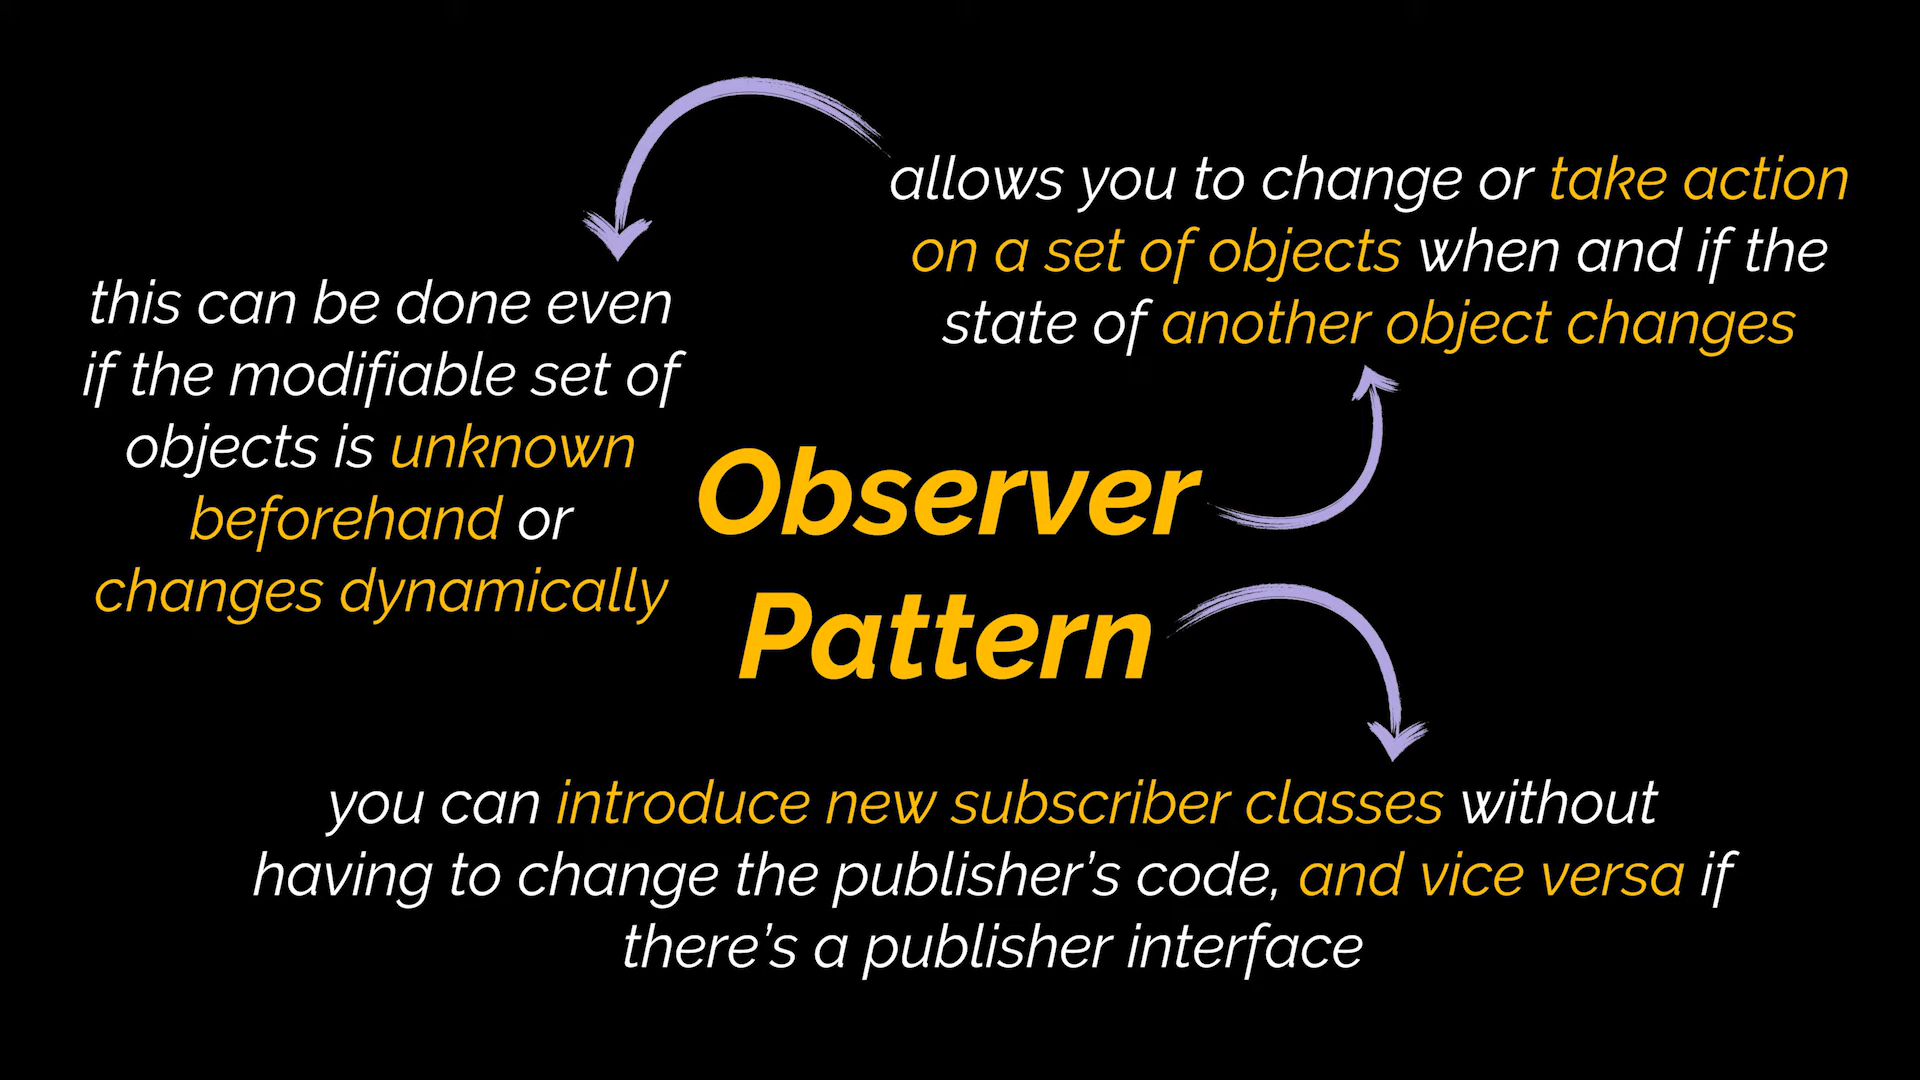 Observer
Pattern
allows you to change or take action
on a set of objects when and if the
state of another object changes
this can be done even
if the modifiable set of
objects is unknown
beforehand or
changes dynamically
you can introduce new subscriber classes without
having to change the publisher’s code, and vice versa if
there’s a publisher interface